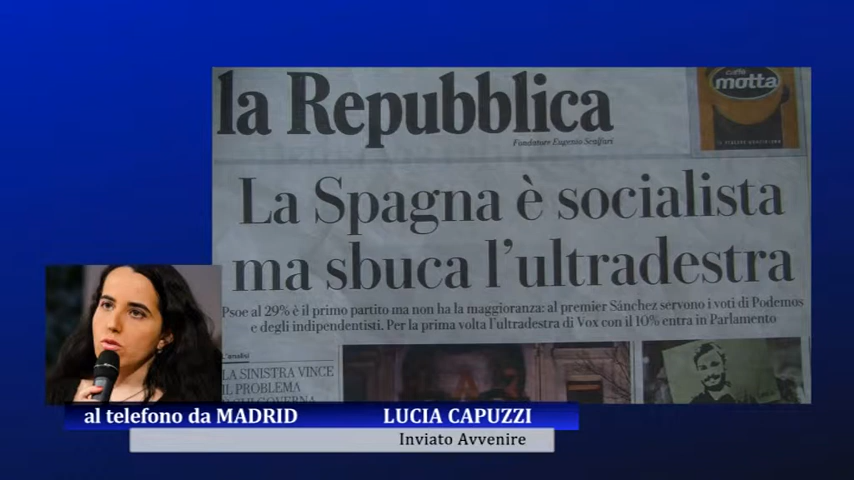 la Repubblica
Fondatore Eugenio Scalfari
caffè
motta
La Spagna è socialista
ma sbuca l'ultradestra
Psoe al 29% è il primo partito ma non ha la maggioranza: al premier Sánchez servono i voti di Podemos
e degli indipendentisti. Per la prima volta l'ultradestra di Vox con il 10% entra in Parlamento
L'analisi
LA SINISTRA VINCE
IL PROBLEMA
al telefono da MADRID
LUCIA CAPUZZI
Inviato Avvenire